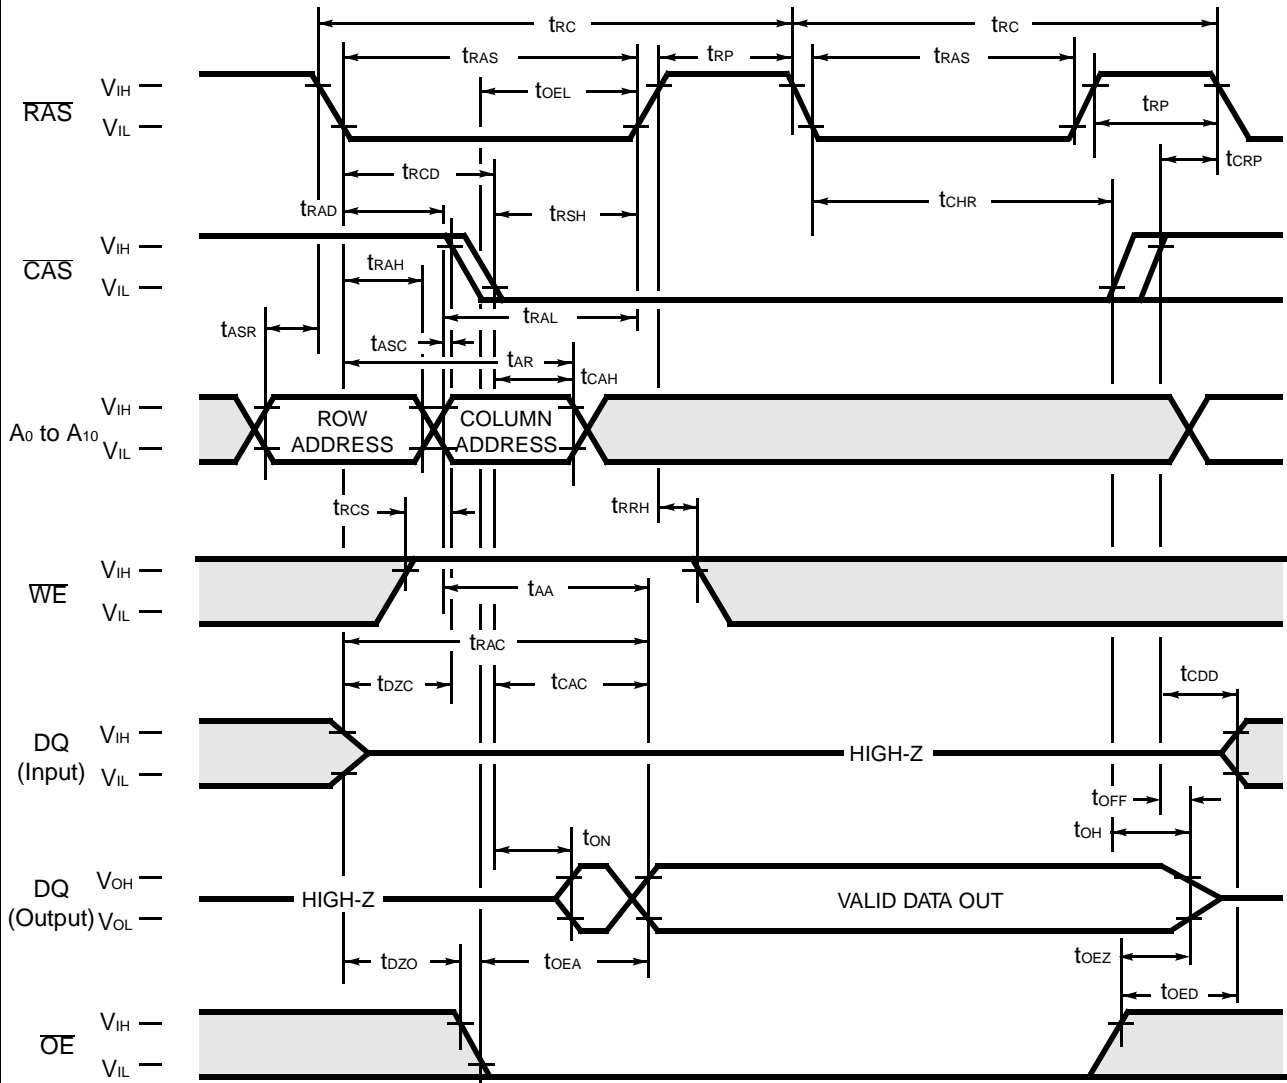 tRC tRC
tRAS tRP tRAS
RAS VIH tOEL tRP
VIL
tRCD tCRP
tRAD tRSH tCHR
CAS VIH
VIL tRAH
tASR tRAL
tASC tAR
tCAH
A0 to A10 VIH ROW COLUMN
VIL ADDRESS ADDRESS
tRCS tRRH
WE VIH
VIL tAA
tRAC
tDZC tCAC tCDD
DQ VIH
(Input) VIL HIGH-Z
tOFF
tOH
tON
DQ VOH
(Output) VOL HIGH-Z VALID DATA OUT
tDZO tOEA tOEZ
tOED
OE VIH
VIL